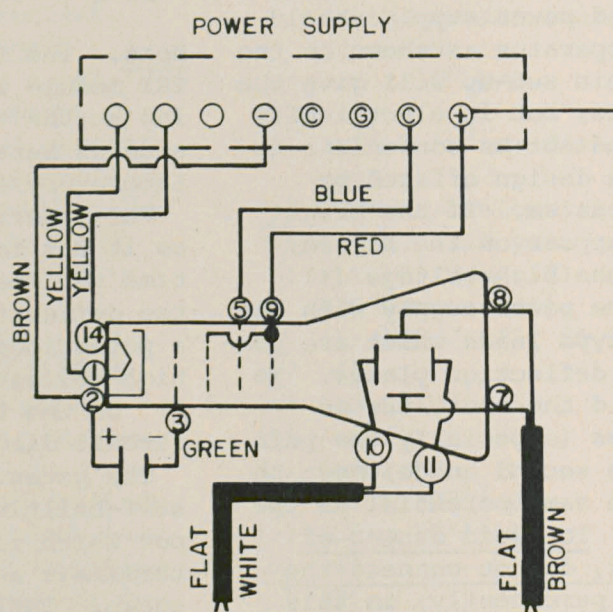 POWER SUPPLY
− C G C +
BLUE
RED
BROWN
YELLOW
YELLOW
5 9
8
14
1
2
3
7
+
GREEN
10
11
FLAT
WHITE
FLAT
BROWN